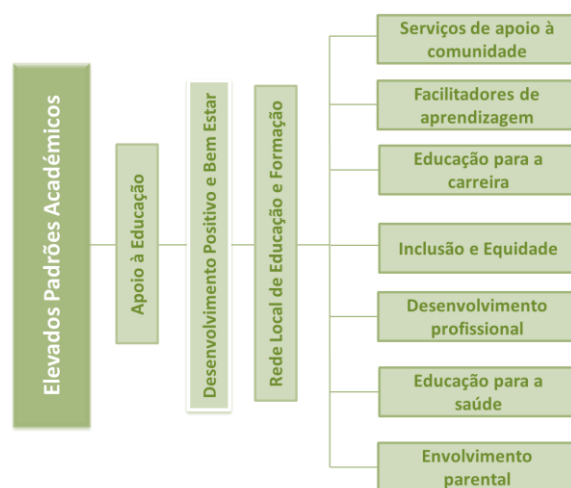 Elevados Padrões Académicos
Apoio à Educação
Desenvolvimento Positivo e Bem Estar
Rede Local de Educação e Formação
Serviços de apoio à
comunidade
Facilitadores de
aprendizagem
Educação para a
carreira
Inclusão e Equidade
Desenvolvimento
profissional
Educação para a
saúde
Envolvimento
parental